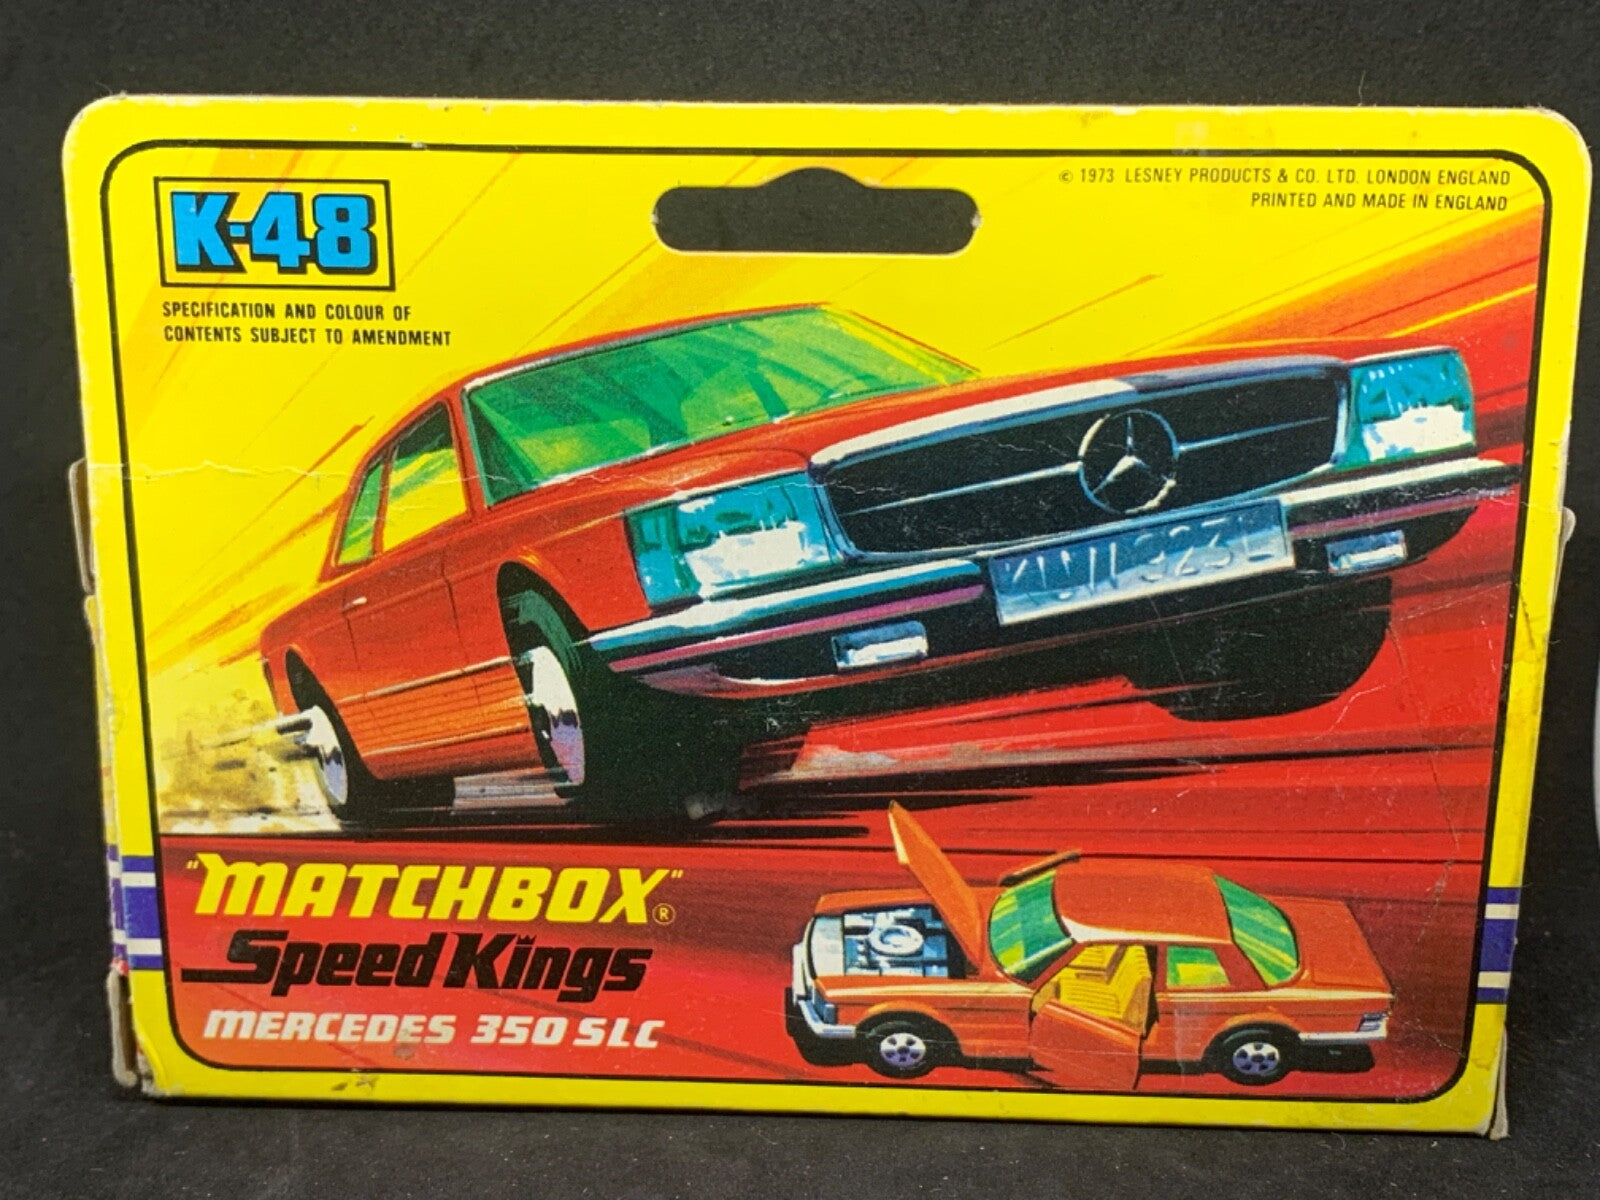 K-48
SPECIFICATION AND COLOUR OF
CONTENTS SUBJECT TO AMENDMENT
© 1973 LESNEY PRODUCTS & CO. LTD. LONDON ENGLAND
PRINTED AND MADE IN ENGLAND
"MATCHBOX"®
Speed Kings
MERCEDES 350 SLC